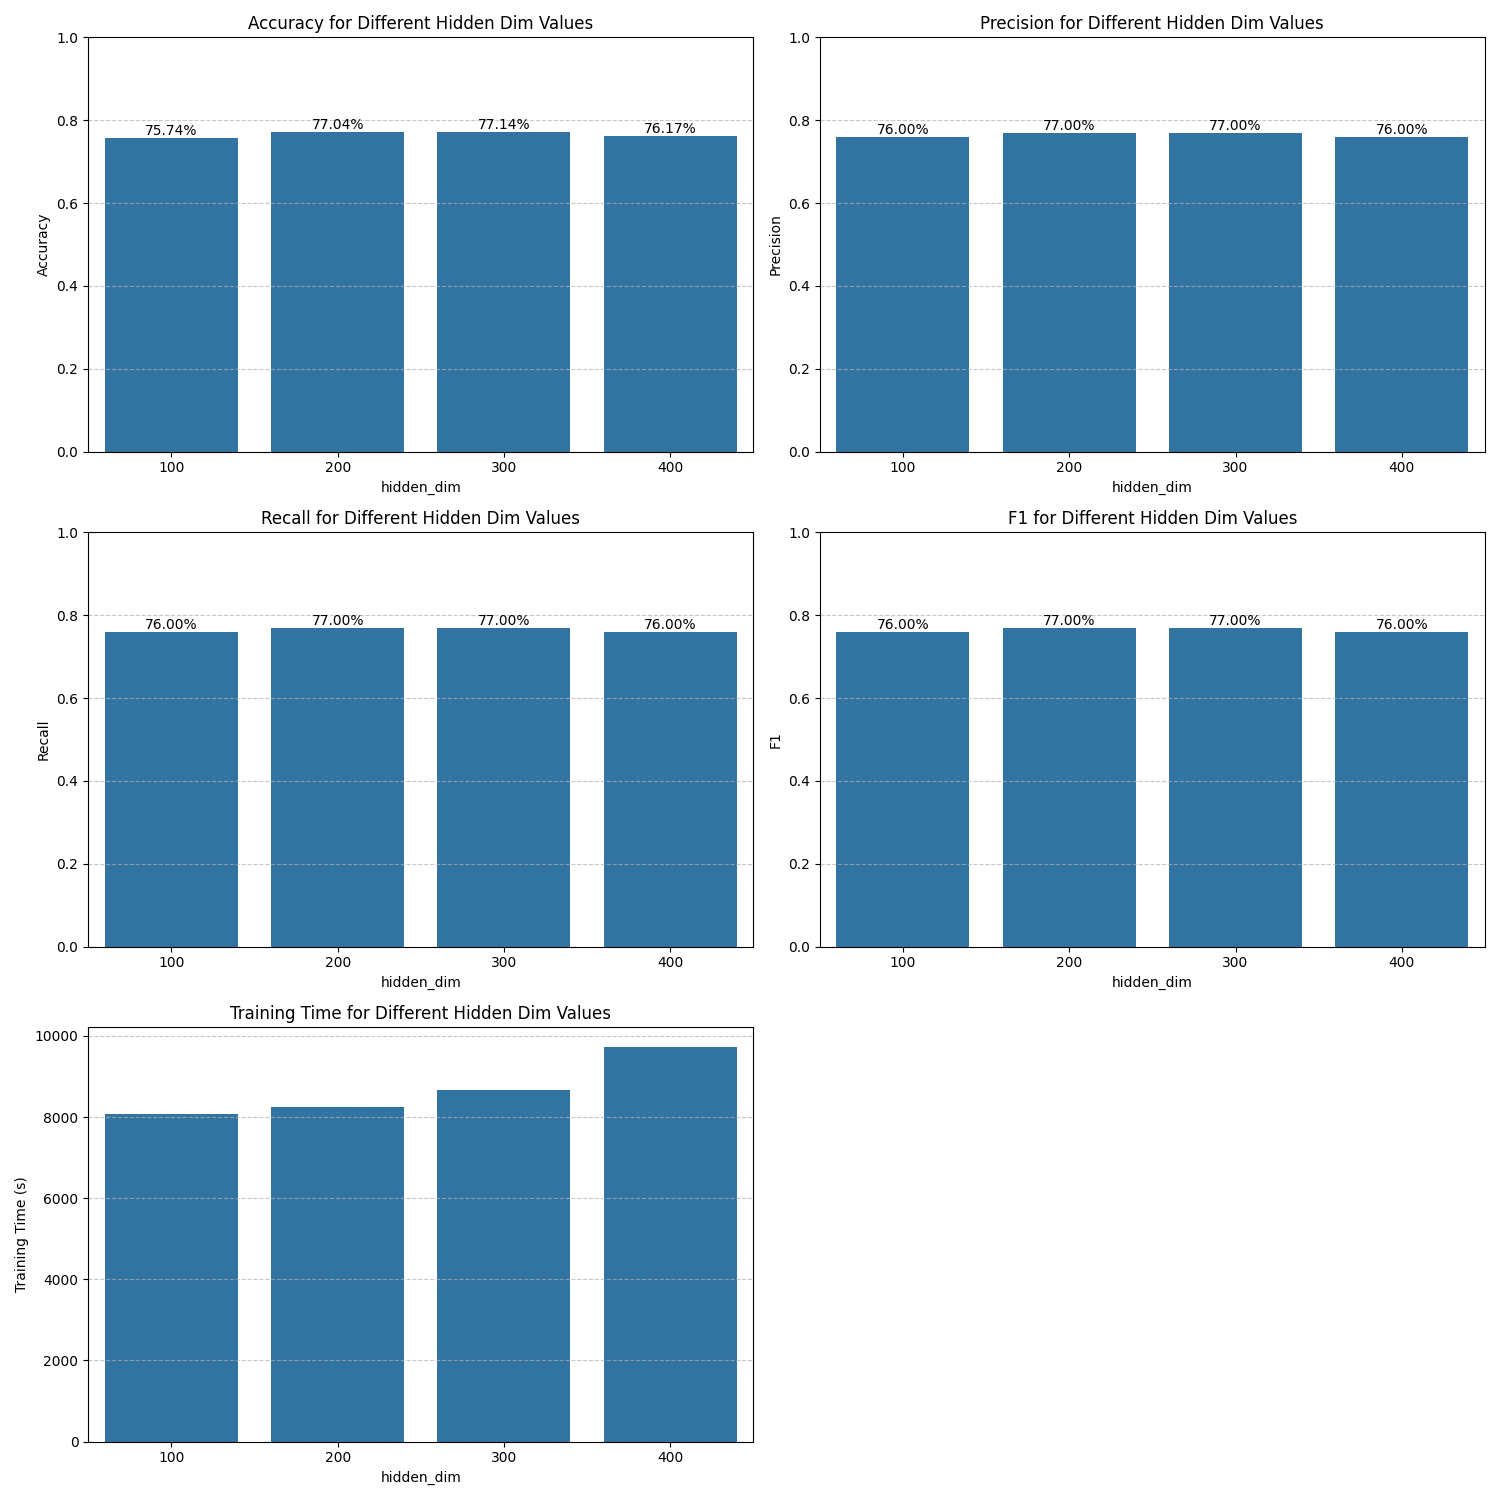 Accuracy for Different Hidden Dim Values
1.0
0.8
0.6
0.4
0.2
0.0
Accuracy
75.74%
77.04%
77.14%
76.17%
100 200 300 400
hidden_dim
Precision for Different Hidden Dim Values
1.0
0.8
0.6
0.4
0.2
0.0
Precision
76.00%
77.00%
77.00%
76.00%
100 200 300 400
hidden_dim
Recall for Different Hidden Dim Values
1.0
0.8
0.6
0.4
0.2
0.0
Recall
76.00%
77.00%
77.00%
76.00%
100 200 300 400
hidden_dim
F1 for Different Hidden Dim Values
1.0
0.8
0.6
0.4
0.2
0.0
F1
76.00%
77.00%
77.00%
76.00%
100 200 300 400
hidden_dim
Training Time for Different Hidden Dim Values
10000
8000
6000
4000
2000
0
Training Time (s)
100 200 300 400
hidden_dim